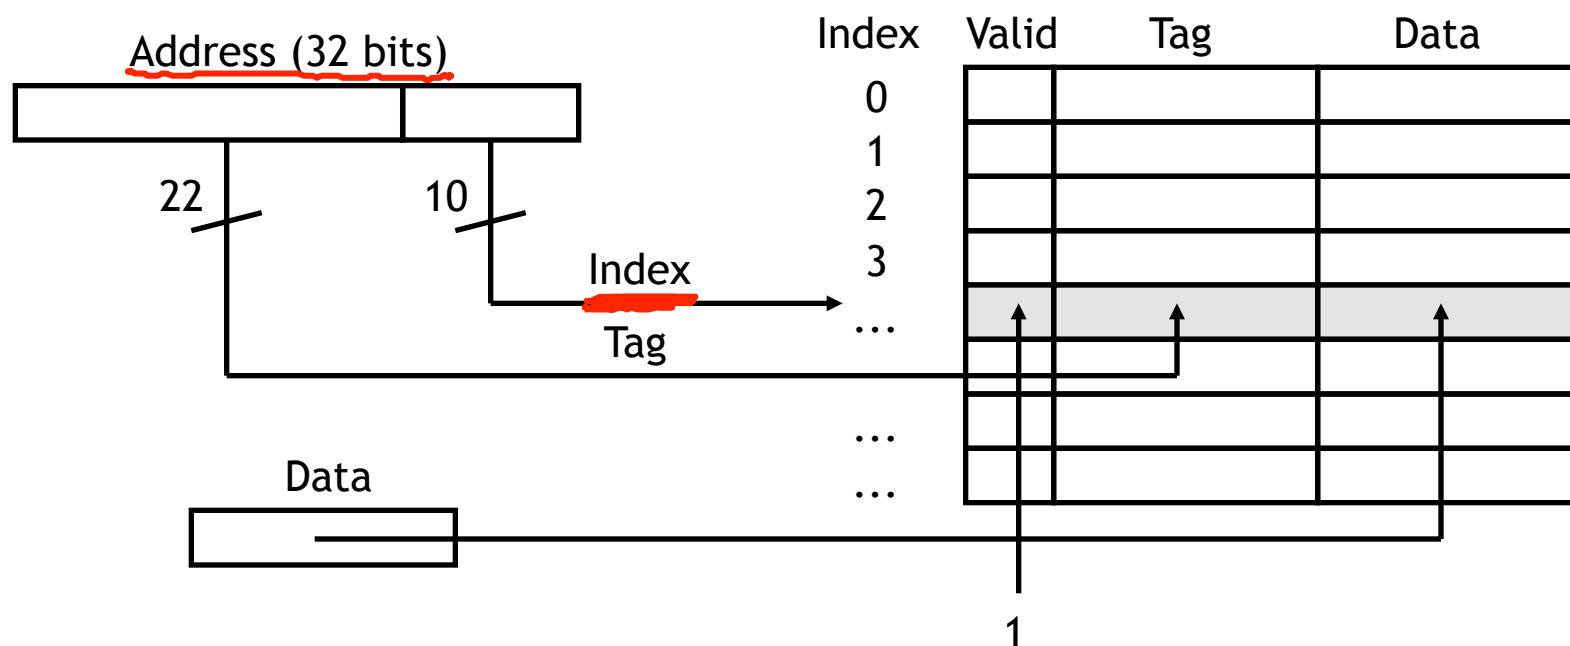 Address (32 bits)
Index Valid Tag Data
0
1
2
3
...
...
...
22
10
Index
Tag
Data
1